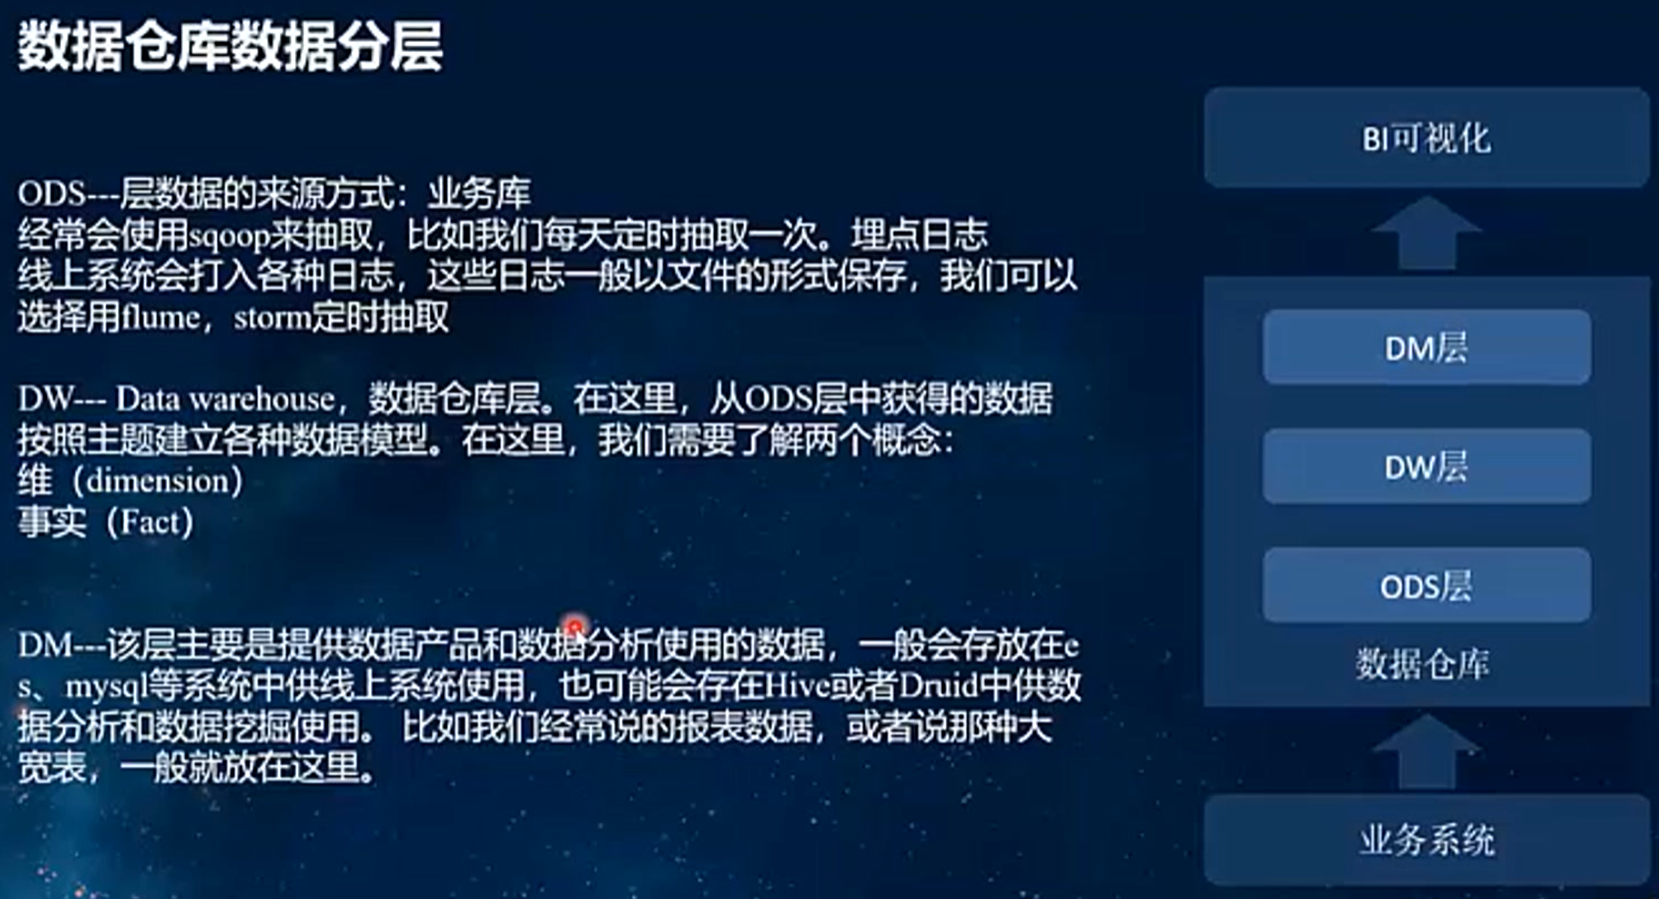 数据仓库数据分层
ODS---层数据的来源方式：业务库
经常会使用sqoop来抽取，比如我们每天定时抽取一次。埋点日志
线上系统会打入各种日志，这些日志一般以文件的形式保存，我们可以
选择用flume，storm定时抽取
DW--- Data warehouse，数据仓库层。在这里，从ODS层中获得的数据
按照主题建立各种数据模型。在这里，我们需要了解两个概念：
维（dimension）
事实（Fact）
DM---该层主要是提供数据产品和数据分析使用的数据，一般会存放在e
s、mysql等系统中供线上系统使用，也可能会存在Hive或者Druid中供数
据分析和数据挖掘使用。 比如我们经常说的报表数据，或者说那种大
宽表，一般就放在这里。
BI可视化
DM层
DW层
ODS层
数据仓库
业务系统